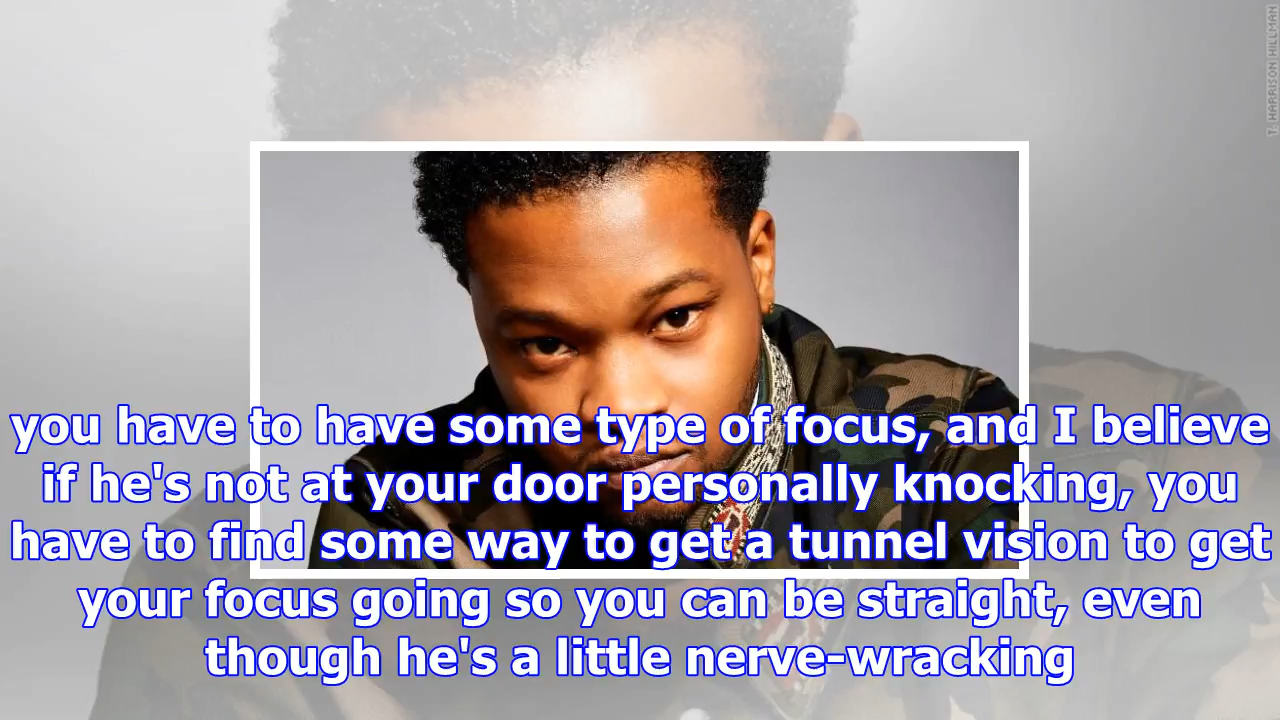 T. HARRISON HILLMAN
you have to have some type of focus, and I believe
if he's not at your door personally knocking, you
have to find some way to get a tunnel vision to get
your focus going so you can be straight, even
though he's a little nerve-wracking